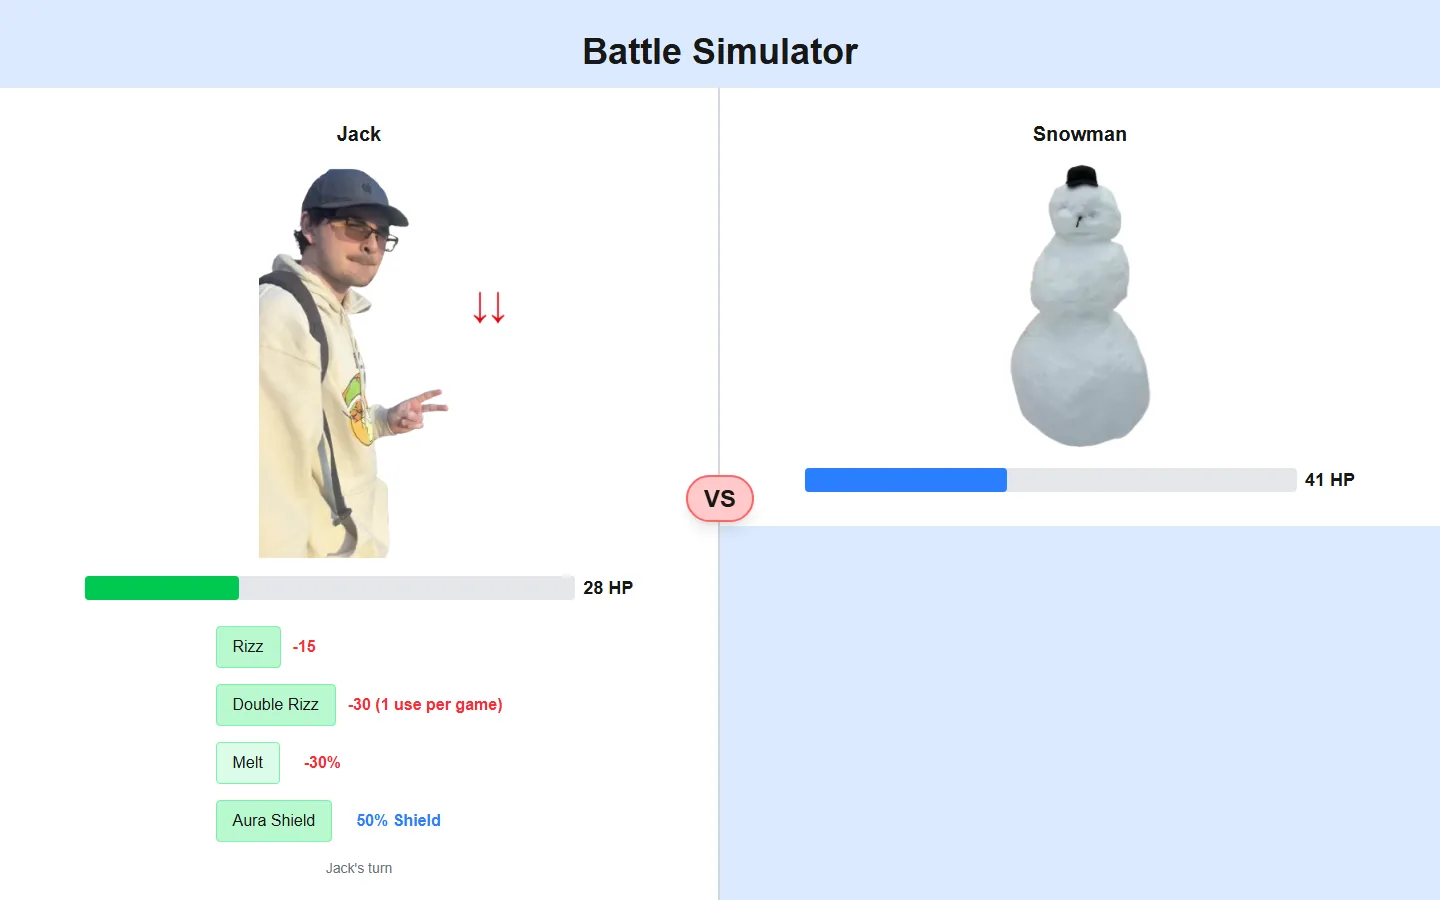 Battle Simulator
Jack
Snowman
VS
41 HP
28 HP
Rizz -15
Double Rizz -30 (1 use per game)
Melt -30%
Aura Shield 50% Shield
Jack's turn